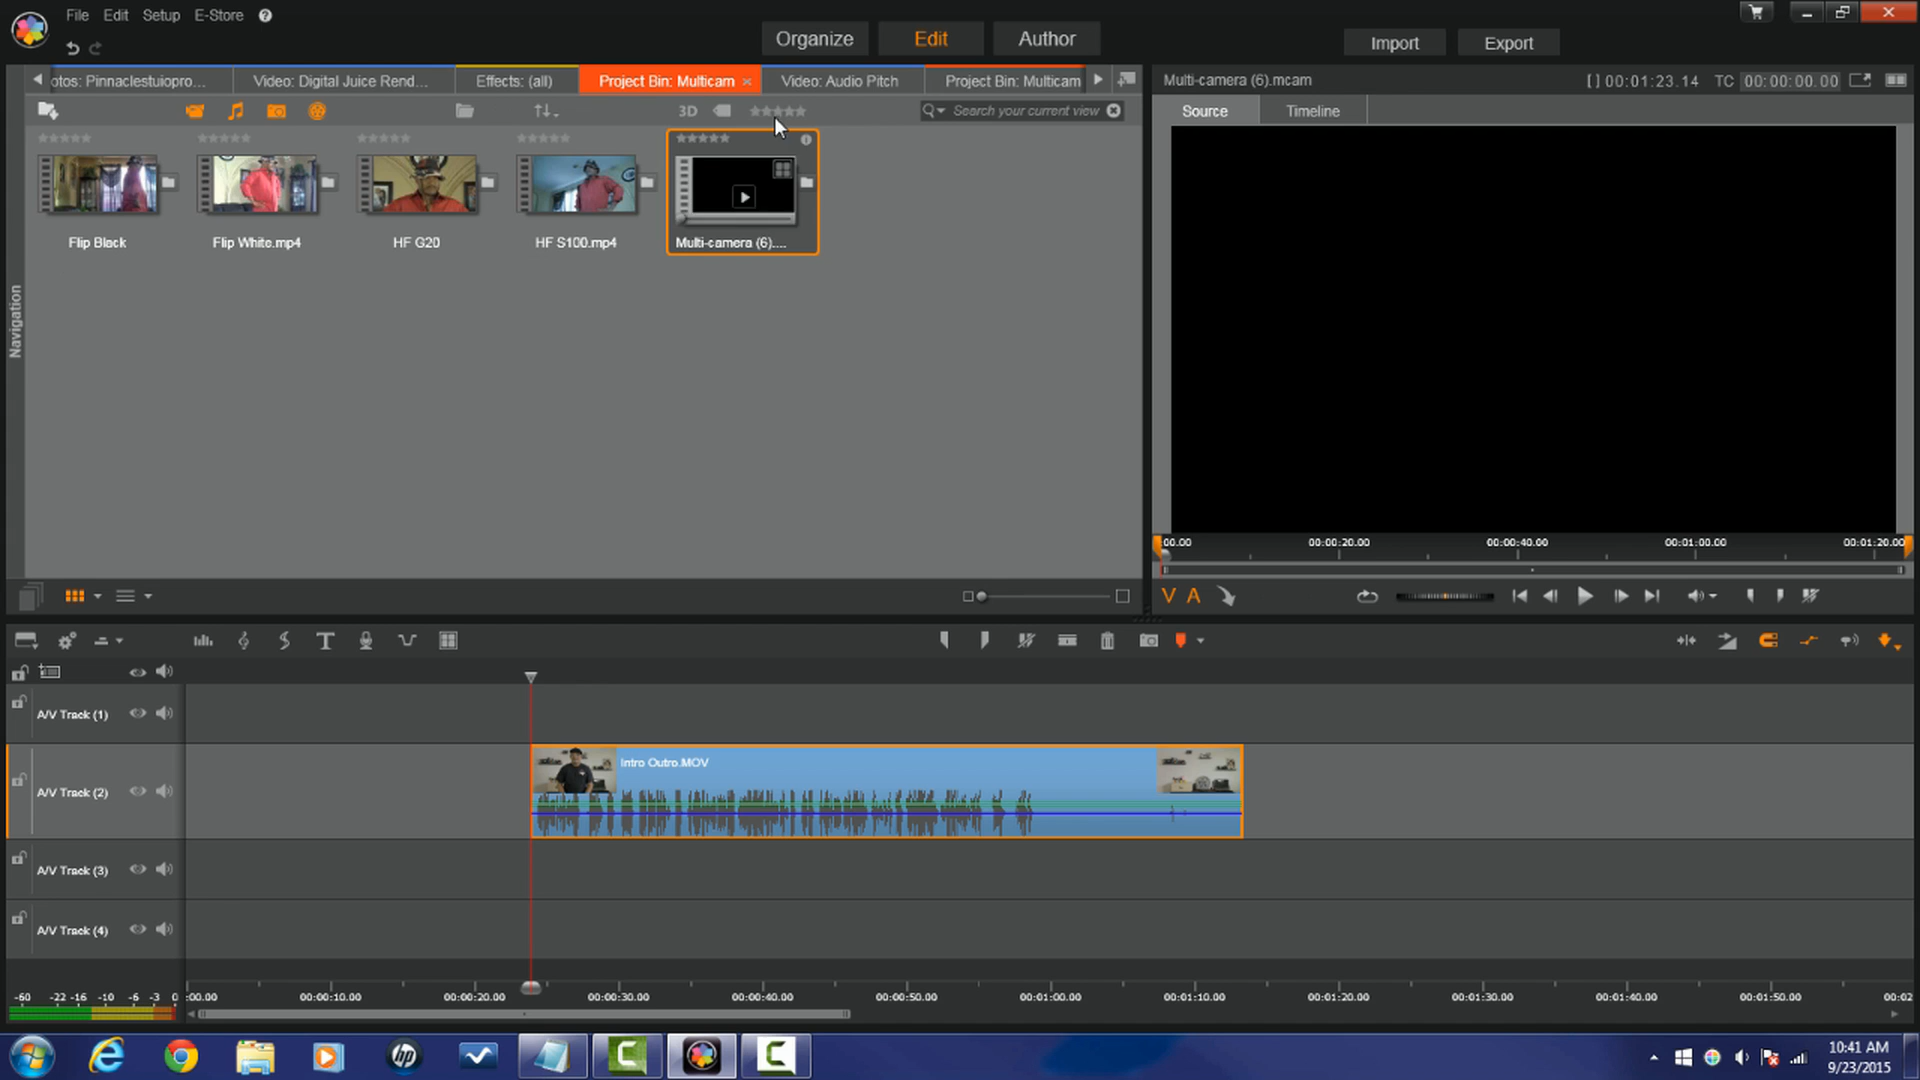 File Edit Setup E-Store ?
Organize Edit Author
Import Export
otos: Pinnaclestuiopro... Video: Digital Juice Rend... Effects: (all) Project Bin: Multicam × Video: Audio Pitch Project Bin: Multicam
Multi-camera (6).mcam [ ] 00:01:23.14 TC 00:00:00.00
3D Search your current view
Source Timeline
Navigation
Flip Black Flip White.mp4 HF G20 HF S100.mp4 Multi-camera (6)....
00.00 00:00:20.00 00:00:40.00 00:01:00.00 00:01:20.00
V A
T
A/V Track (1)
Intro Outro.MOV
A/V Track (2)
A/V Track (3)
A/V Track (4)
-60 -22 -16 -10 -6 -3 0 :00.00 00:00:10.00 00:00:20.00 00:00:30.00 00:00:40.00 00:00:50.00 00:01:00.00 00:01:10.00 00:01:20.00 00:01:30.00 00:01:40.00 00:01:50.00 00:02
hp
10:41 AM
9/23/2015